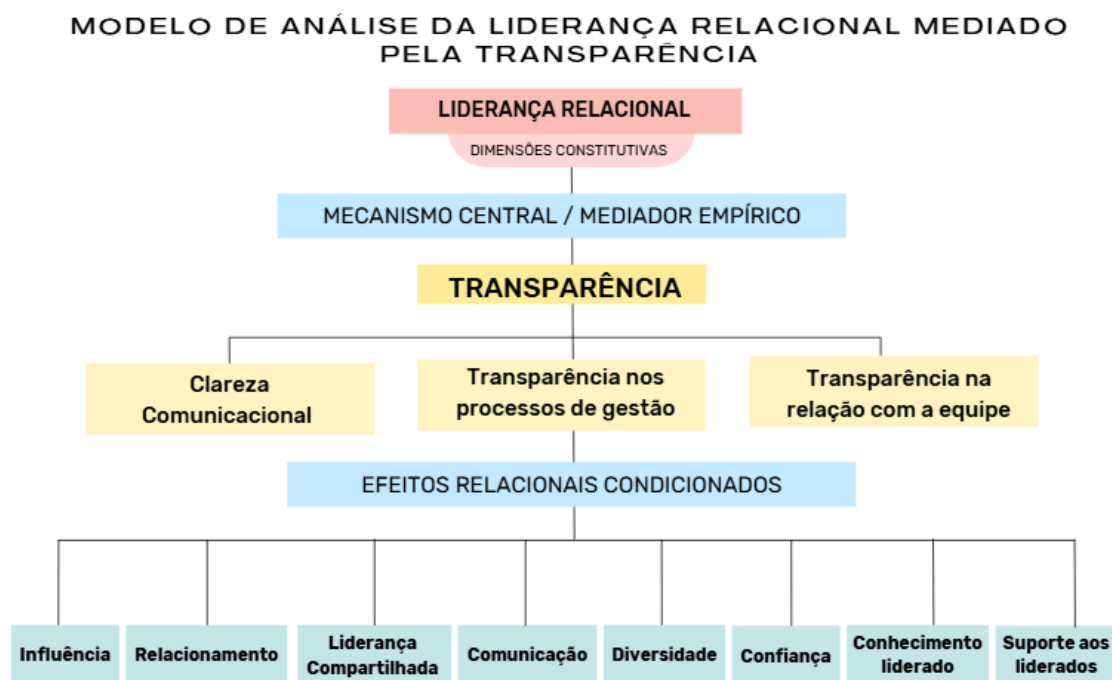 MODELO DE ANÁLISE DA LIDERANÇA RELACIONAL MEDIADO
PELA TRANSPARÊNCIA
LIDERANÇA RELACIONAL
DIMENSÕES CONSTITUTIVAS
MECANISMO CENTRAL / MEDIADOR EMPÍRICO
TRANSPARÊNCIA
Clareza
Comunicacional
Transparência nos
processos de gestão
Transparência na
relação com a equipe
EFEITOS RELACIONAIS CONDICIONADOS
Influência
Relacionamento
Liderança
Compartilhada
Comunicação
Diversidade
Confiança
Conhecimento
liderado
Suporte aos
liderados